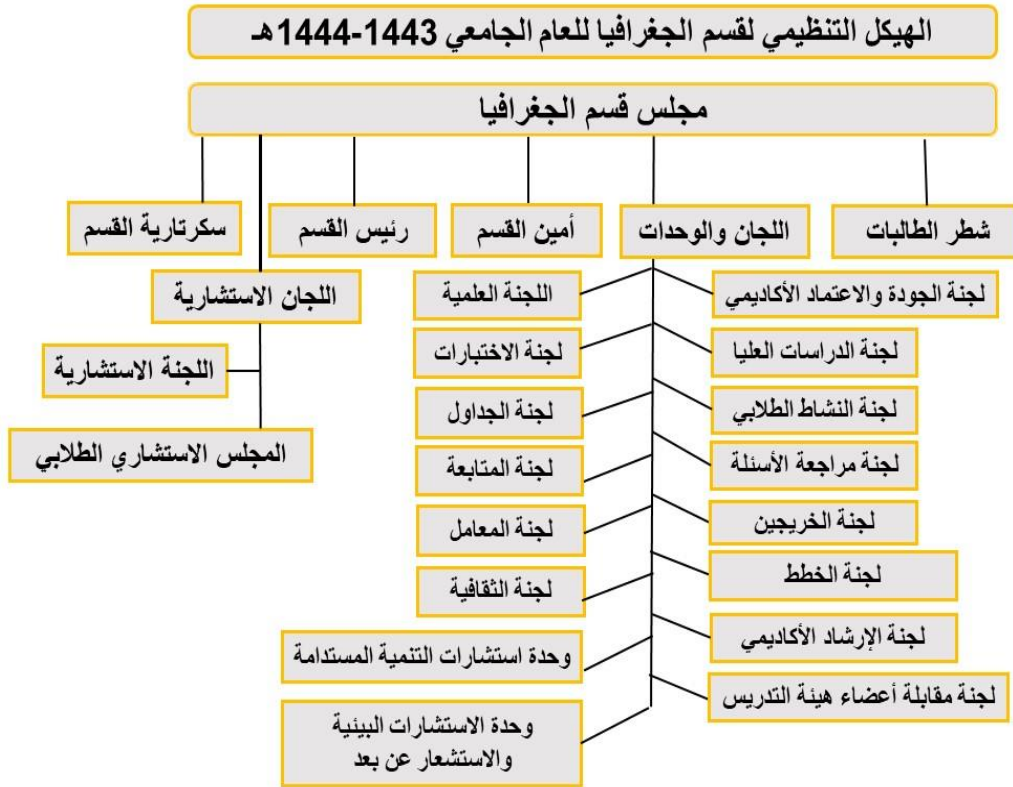 الهيكل التنظيمي لقسم الجغرافيا للعام الجامعي 1443-1444هـ
مجلس قسم الجغرافيا
شطر الطالبات
اللجان والوحدات
أمين القسم
رئيس القسم
سكرتارية القسم
لجنة الجودة والاعتماد الأكاديمي
لجنة الدراسات العليا
لجنة النشاط الطلابي
لجنة مراجعة الأسئلة
لجنة الخريجين
لجنة الخطط
لجنة الإرشاد الأكاديمي
لجنة مقابلة أعضاء هيئة التدريس
اللجنة العلمية
لجنة الاختبارات
لجنة الجداول
لجنة المتابعة
لجنة المعامل
لجنة الثقافية
وحدة استشارات التنمية المستدامة
وحدة الاستشارات البيئية
والاستشعار عن بعد
اللجان الاستشارية
اللجنة الاستشارية
المجلس الاستشاري الطلابي